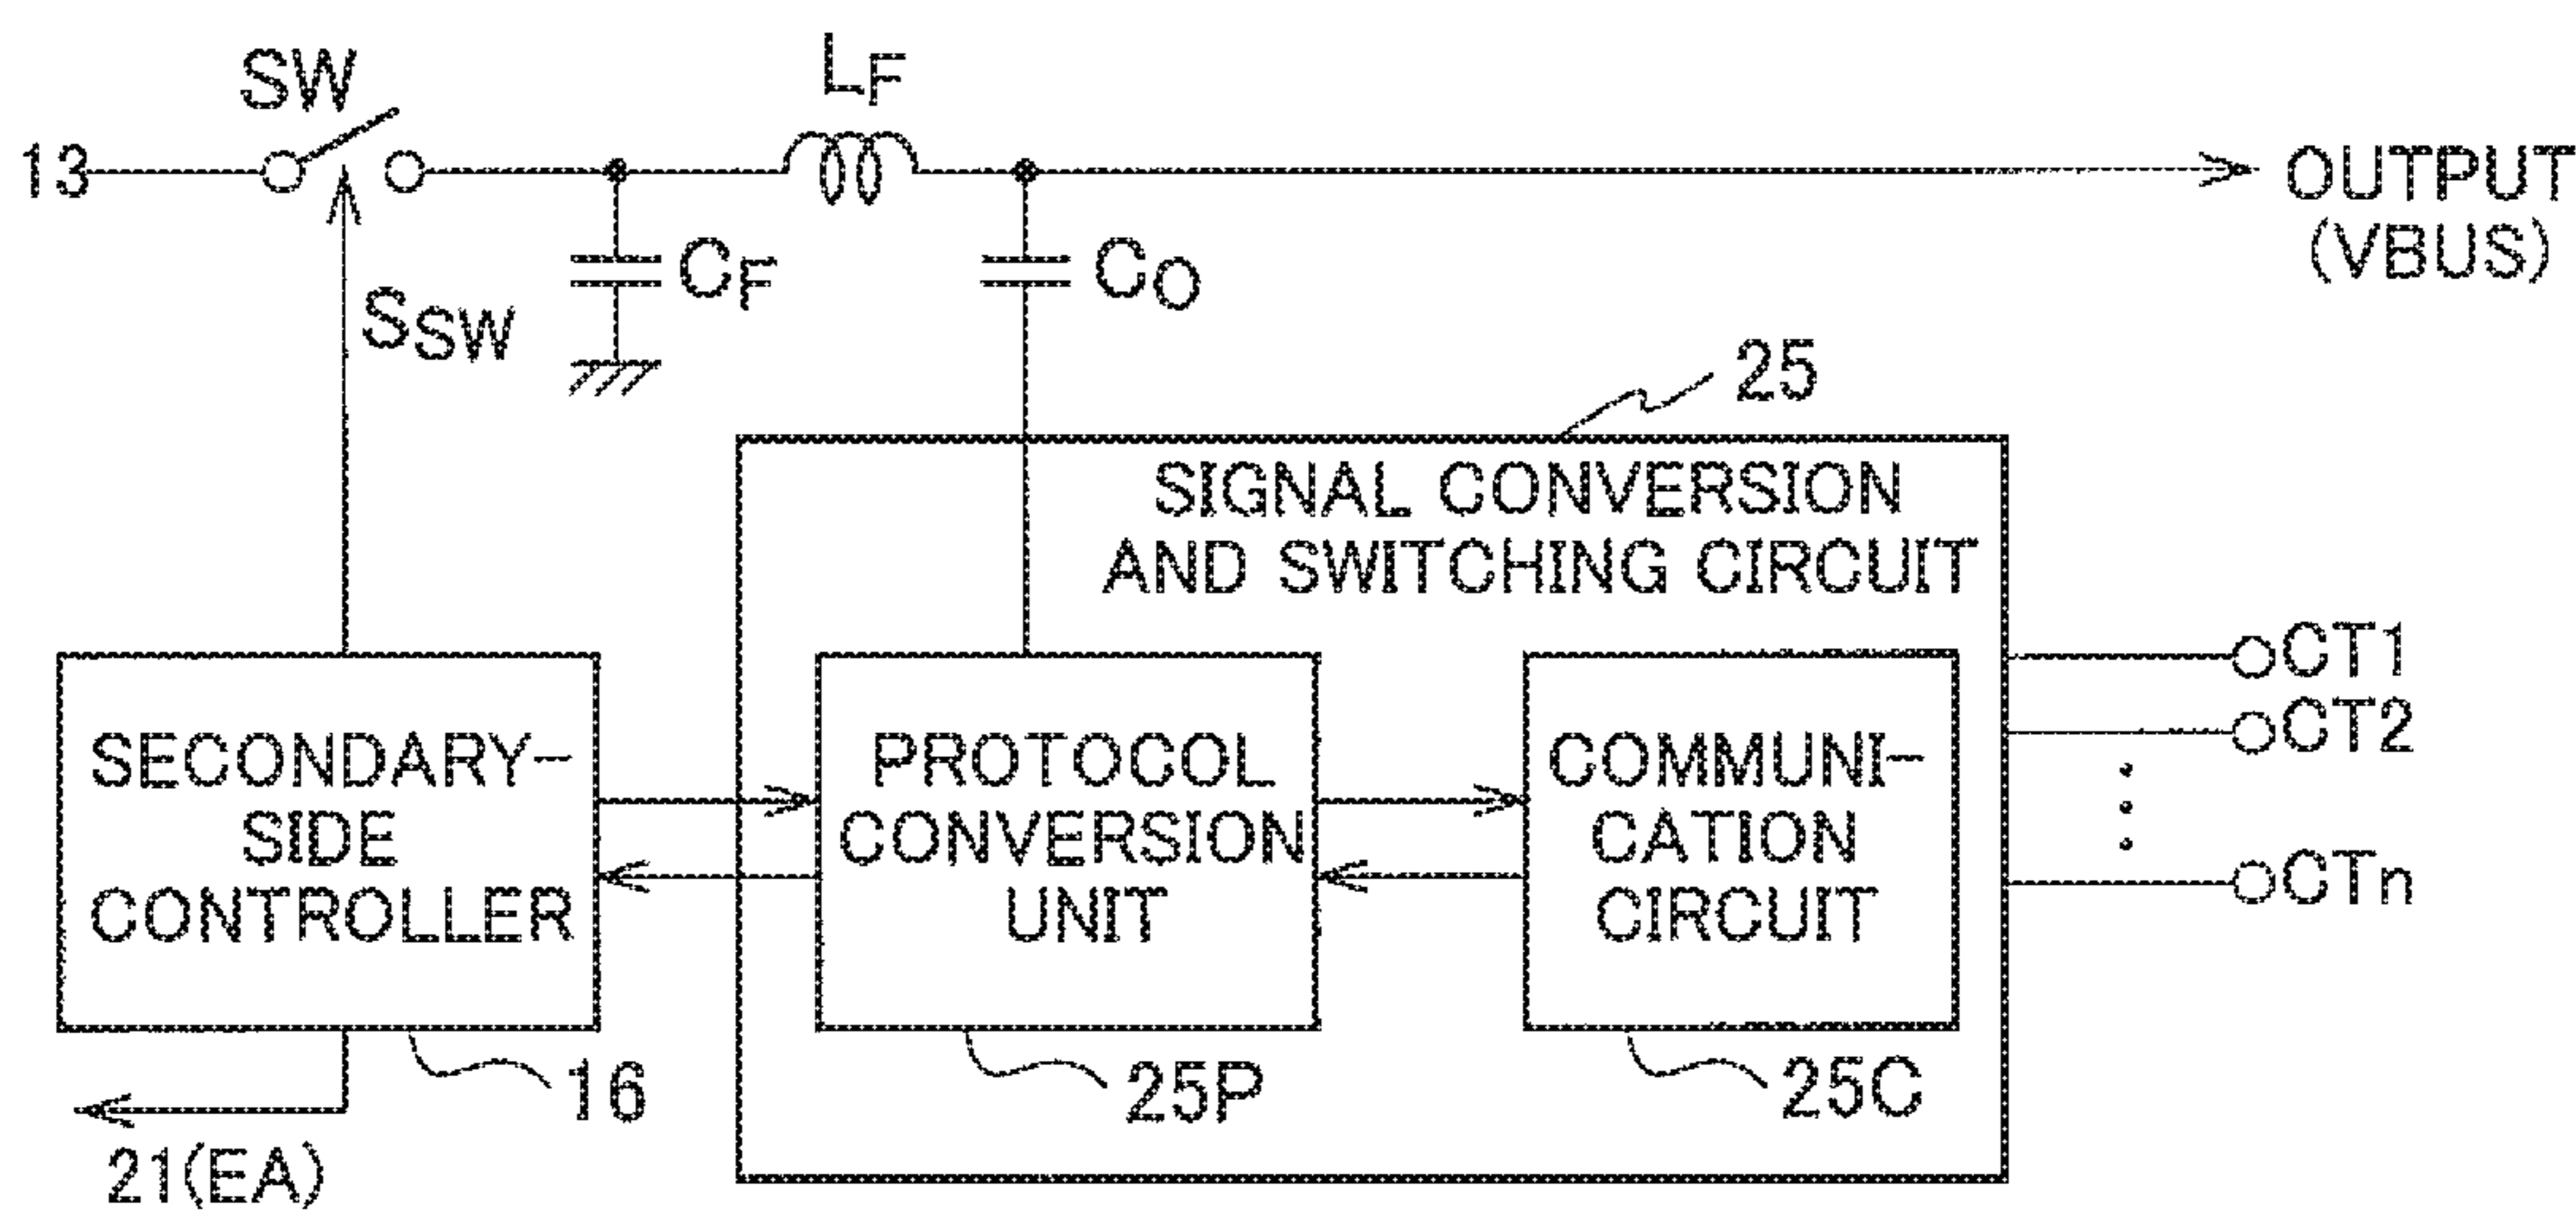 SW
LF
13
OUTPUT
(VBUS)
CF
CO
SSW
25
SIGNAL CONVERSION
AND SWITCHING CIRCUIT
CT1
CT2
CTn
SECONDARY-
SIDE
CONTROLLER
PROTOCOL
CONVERSION
UNIT
COMMUNI-
CATION
CIRCUIT
16
25P
25C
21(EA)